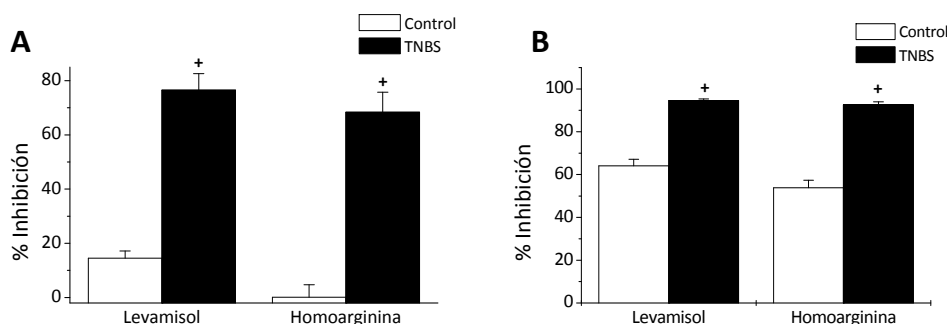 A
Control
TNBS
% Inhibición
80
60
40
20
0
+
+
Levamisol
Homoarginina
B
Control
TNBS
% Inhibición
100
80
60
40
20
0
+
+
Levamisol
Homoarginina